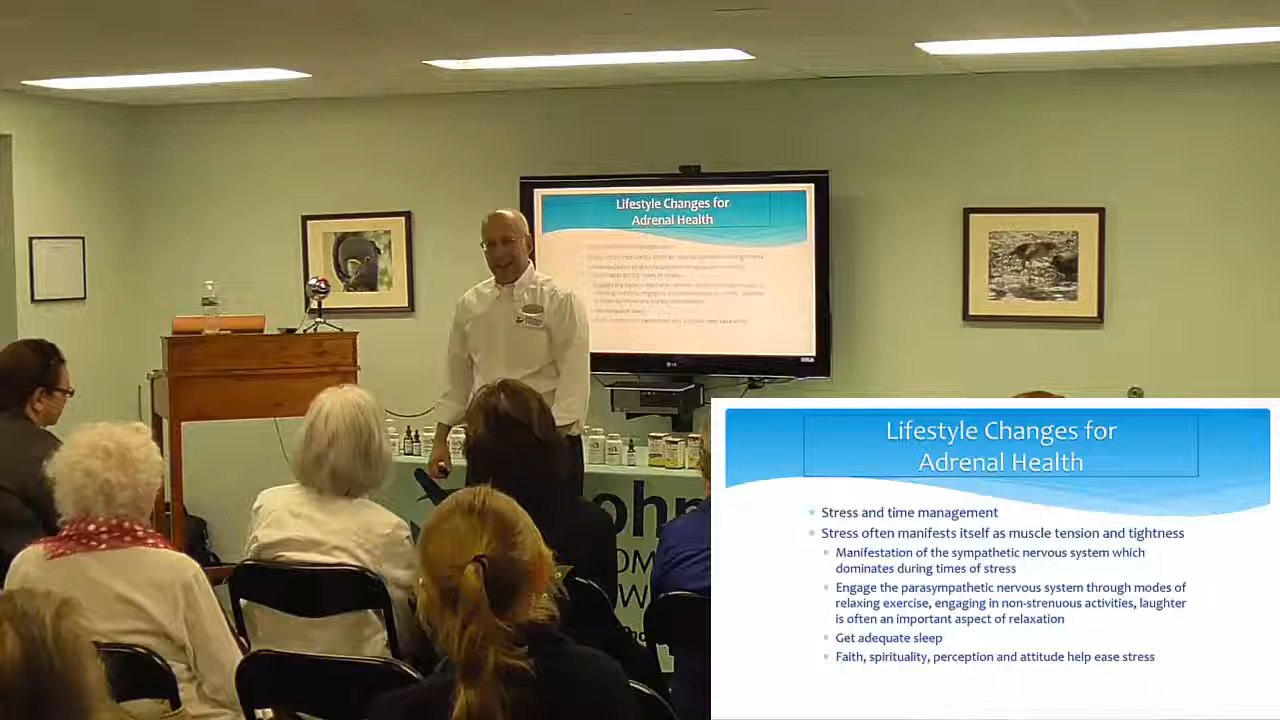 Lifestyle Changes for
Adrenal Health
LG
ohn
OM
W
Lifestyle Changes for
Adrenal Health
Stress and time management
Stress often manifests itself as muscle tension and tightness
Manifestation of the sympathetic nervous system which
dominates during times of stress
Engage the parasympathetic nervous system through modes of
relaxing exercise, engaging in non-strenuous activities, laughter
is often an important aspect of relaxation
Get adequate sleep
Faith, spirituality, perception and attitude help ease stress